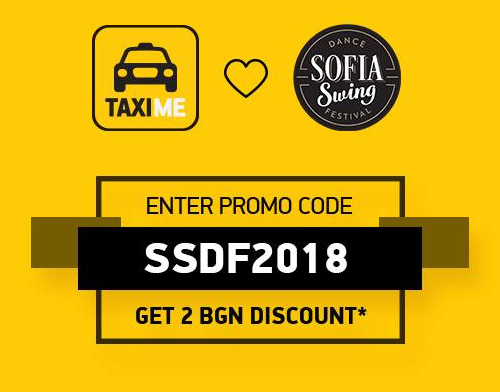 TAXIME
DANCE
SOFIA
Swing
FESTIVAL
ENTER PROMO CODE
SSDF2018
GET 2 BGN DISCOUNT*